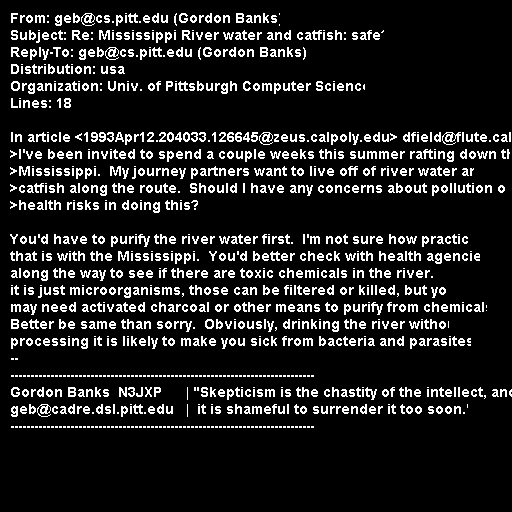 From: geb@cs.pitt.edu (Gordon Banks)
Subject: Re: Mississippi River water and catfish: safe?
Reply-To: geb@cs.pitt.edu (Gordon Banks)
Distribution: usa
Organization: Univ. of Pittsburgh Computer Science
Lines: 18

In article <1993Apr12.204033.126645@zeus.calpoly.edu> dfield@flute.cal
>I've been invited to spend a couple weeks this summer rafting down th
>Mississippi.  My journey partners want to live off of river water an
>catfish along the route.  Should I have any concerns about pollution o
>health risks in doing this?

You'd have to purify the river water first.  I'm not sure how practic
that is with the Mississippi.  You'd better check with health agencie
along the way to see if there are toxic chemicals in the river.
it is just microorganisms, those can be filtered or killed, but yo
may need activated charcoal or other means to purify from chemicals
Better be same than sorry.  Obviously, drinking the river withou
processing it is likely to make you sick from bacteria and parasites
--
----------------------------------------------------------------------------
Gordon Banks  N3JXP      | "Skepticism is the chastity of the intellect, and
geb@cadre.dsl.pitt.edu   |  it is shameful to surrender it too soon."
----------------------------------------------------------------------------